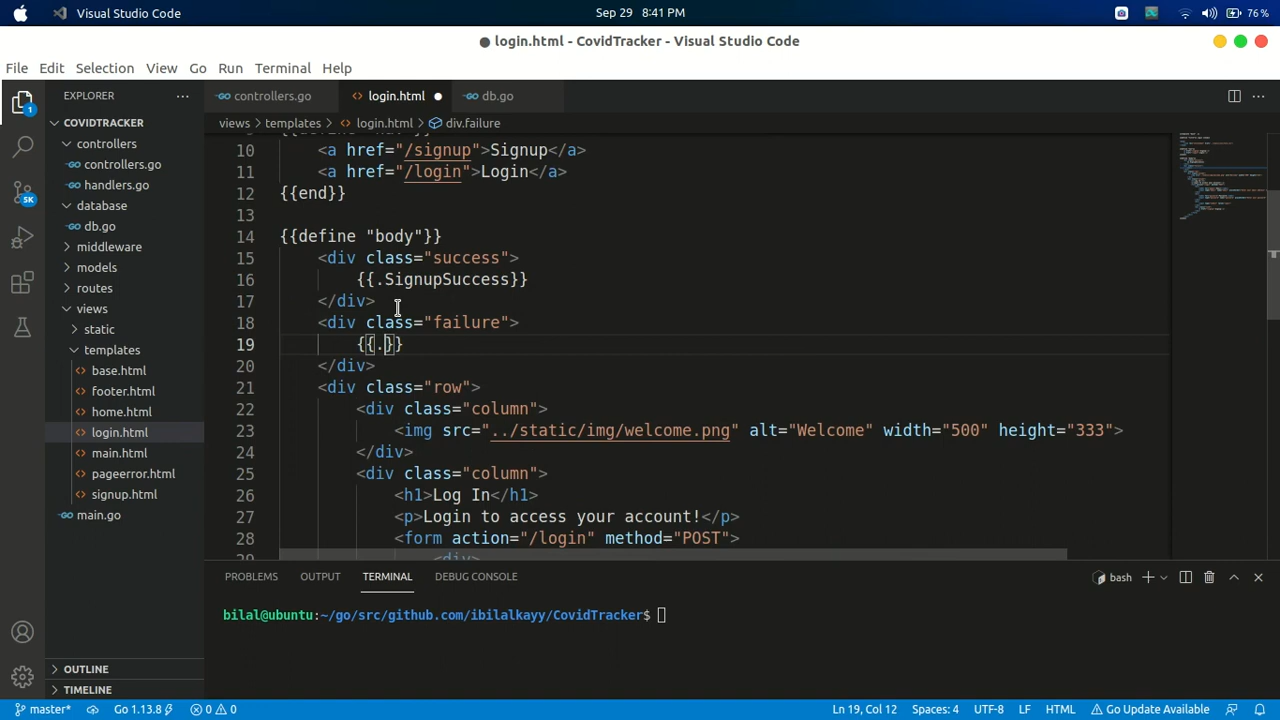 Visual Studio Code
Sep 29 8:41 PM
76 %
login.html - CovidTracker - Visual Studio Code
File Edit Selection View Go Run Terminal Help
EXPLORER
controllers.go
login.html
db.go
views > templates > login.html > div.failure
1
5K
COVIDTRACKER
controllers
controllers.go
handlers.go
database
db.go
middleware
models
routes
views
static
templates
base.html
footer.html
home.html
login.html
main.html
pageerror.html
signup.html
main.go
OUTLINE
TIMELINE
10 <a href="/signup">Signup</a>
11 <a href="/login">Login</a>
12 {{end}}
13
14 {{define "body"}}
15 <div class="success">
16 {{.SignupSuccess}}
17 </div>
18 <div class="failure">
19 {{.}}
20 </div>
21 <div class="row">
22 <div class="column">
23 <img src="../static/img/welcome.png" alt="Welcome" width="500" height="333">
24 </div>
25 <div class="column">
26 <h1>Log In</h1>
27 <p>Login to access your account!</p>
28 <form action="/login" method="POST">
29 <div>
PROBLEMS OUTPUT TERMINAL DEBUG CONSOLE
bash
bilal@ubuntu:~/go/src/github.com/ibilalkayy/CovidTracker$
master* Go 1.13.8 0 0 Ln 19, Col 12 Spaces: 4 UTF-8 LF HTML Go Update Available